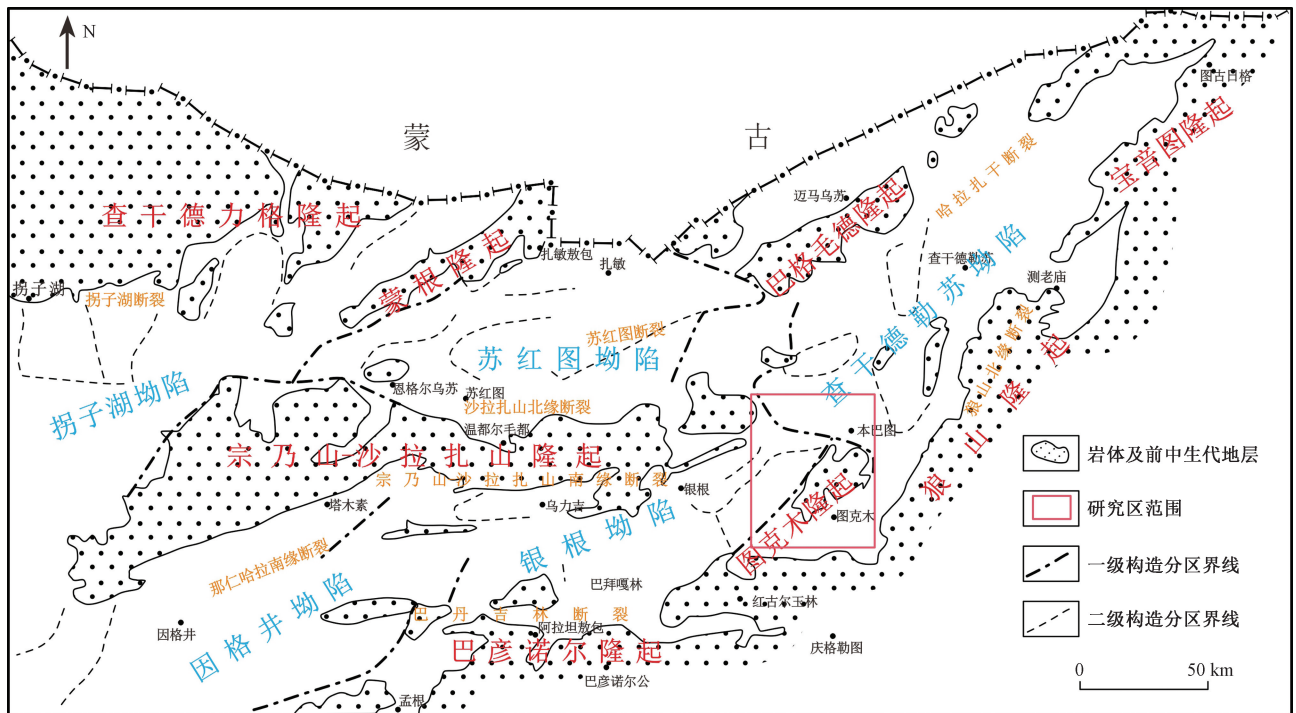 N
图古日格
蒙
古
宝音图隆起
哈拉扎干断裂
迈马乌苏
查干德力格隆起
巴格毛德隆起
蒙根隆起
扎敏敖包
扎敏
查干德勒苏
测老庙
拐子湖
拐子湖断裂
查干德勒苏坳陷
苏红图断裂
苏红图坳陷
狼山北缘断裂
恩格尔乌苏
苏红图
拐子湖坳陷
沙拉扎山北缘断裂
温都尔毛都
本巴图
狼山隆起
岩体及前中生代地层
宗乃山-沙拉扎山隆起
宗乃山沙拉扎山南缘断裂
银根
塔木素
乌力吉
图克木隆起
图克木
研究区范围
银根坳陷
那仁哈拉南缘断裂
一级构造分区界线
巴拜嘎林
因格井坳陷
红古尔玉林
巴丹吉林断裂
二级构造分区界线
因格井
阿拉坦敖包
庆格勒图
巴彦诺尔隆起
巴彦诺尔公
0
50 km
孟根